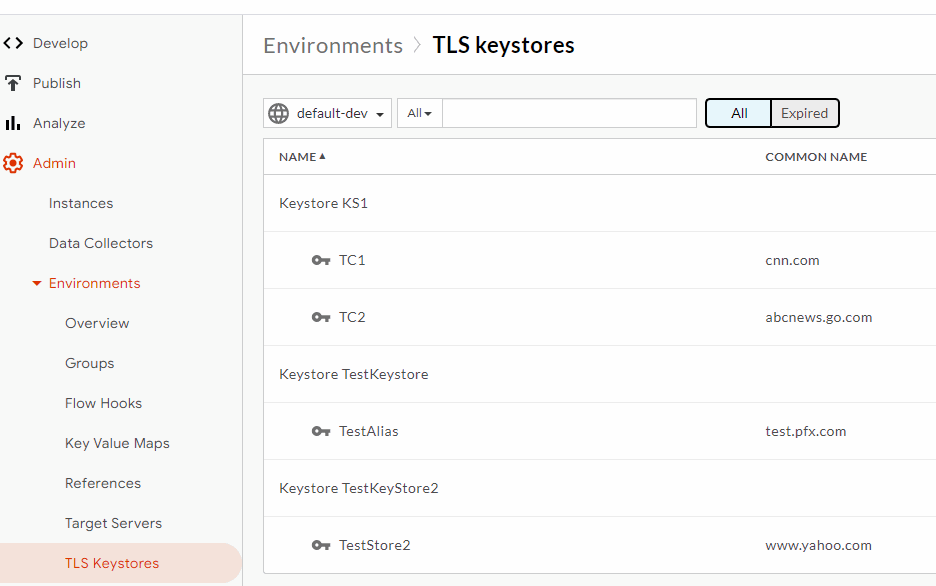 Develop
Publish
Analyze
Admin
Instances
Data Collectors
Environments
Overview
Groups
Flow Hooks
Key Value Maps
References
Target Servers
TLS Keystores
Environments TLS keystores
default-dev All All Expired
NAME COMMON NAME
Keystore KS1
TC1 cnn.com
TC2 abcnews.go.com
Keystore TestKeystore
TestAlias test.pfx.com
Keystore TestKeyStore2
TestStore2 www.yahoo.com